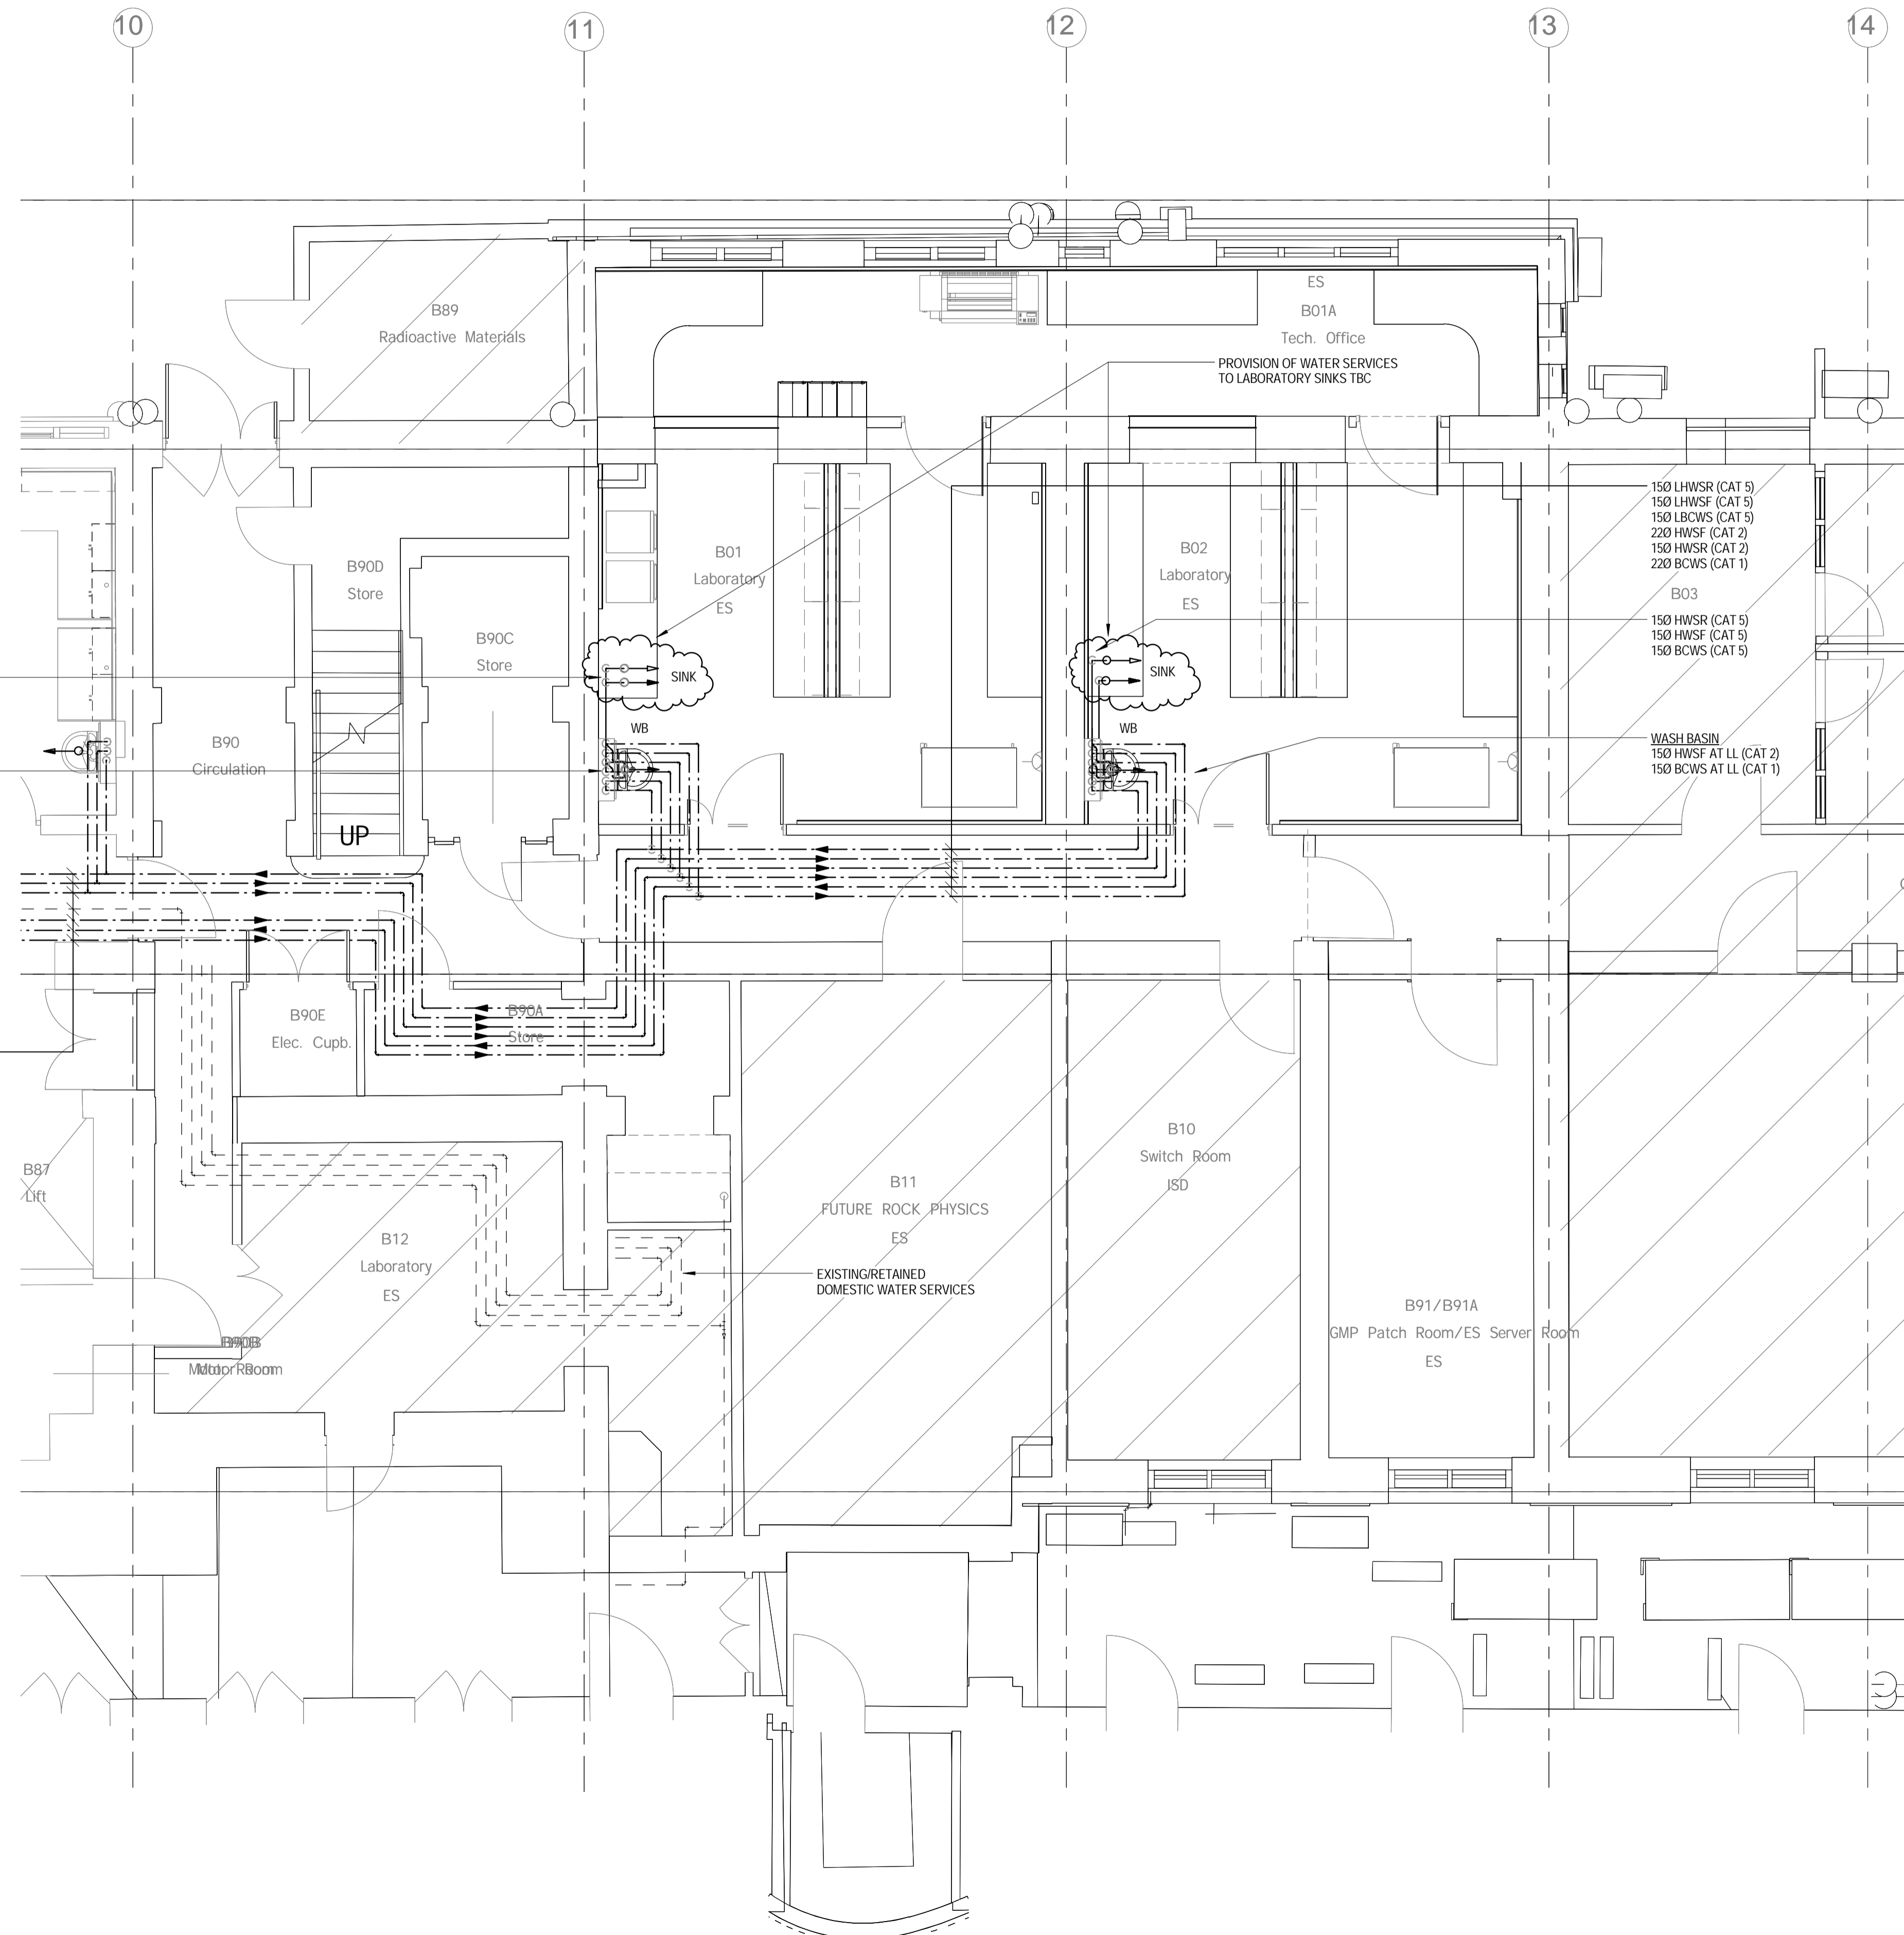 10
11
12
13
14
B89
Radioactive Materials
ES
B01A
Tech. Office
PROVISION OF WATER SERVICES
TO LABORATORY SINKS TBC
15Ø LHWSR (CAT 5)
15Ø LHWSF (CAT 5)
15Ø LBCWS (CAT 5)
22Ø HWSF (CAT 2)
15Ø HWSR (CAT 2)
22Ø BCWS (CAT 1)
B01
Laboratory
ES
B02
Laboratory
ES
B90D
Store
B03
B90C
Store
15Ø HWSR (CAT 5)
15Ø HWSF (CAT 5)
15Ø BCWS (CAT 5)
SINK
SINK
WB
WB
B90
Circulation
WASH BASIN
15Ø HWSF AT LL (CAT 2)
15Ø BCWS AT LL (CAT 1)
UP
B90E
Elec. Cupb.
B90A
Store
B87
Lift
B10
Switch Room
ISD
B11
FUTURE ROCK PHYSICS
ES
B12
Laboratory
ES
EXISTING/RETAINED
DOMESTIC WATER SERVICES
B91/B91A
GMP Patch Room/ES Server Room
ES
B90B
Motor Room